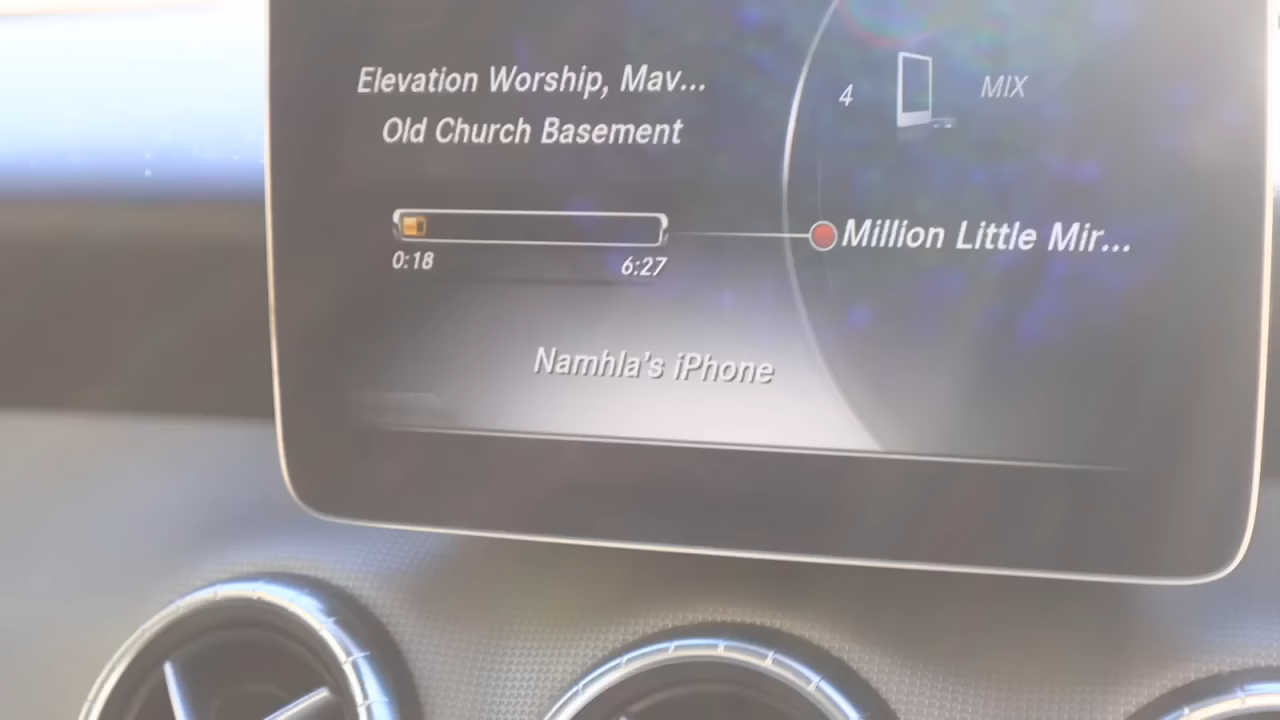 Elevation Worship, Mav...
Old Church Basement
4
MIX
Million Little Mir...
0:18
6:27
Namhla's iPhone